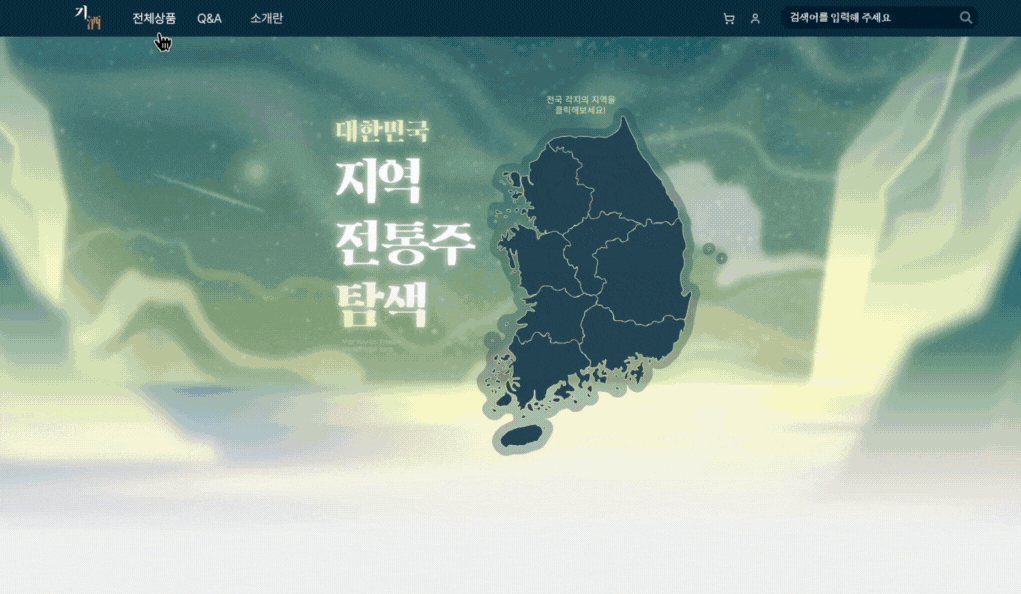 기酒
전체상품
Q&A
소개란
검색어를 입력해 주세요
전국 각지의 지역을
클릭해보세요!
대한민국
지역
전통주
탐색